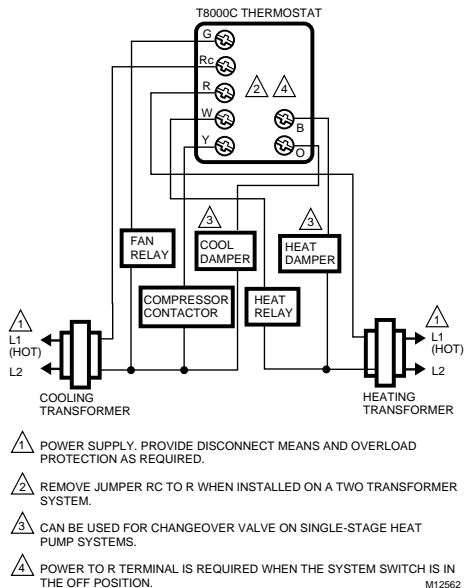 T8000C THERMOSTAT
G
Rc
R
W
Y
2
4
B
O
3
3
FAN
RELAY
COOL
DAMPER
HEAT
DAMPER
COMPRESSOR
CONTACTOR
HEAT
RELAY
1
L1
(HOT)
L2
1
L1
(HOT)
L2
COOLING
TRANSFORMER
HEATING
TRANSFORMER
1 POWER SUPPLY. PROVIDE DISCONNECT MEANS AND OVERLOAD
PROTECTION AS REQUIRED.
2 REMOVE JUMPER RC TO R WHEN INSTALLED ON A TWO TRANSFORMER
SYSTEM.
3 CAN BE USED FOR CHANGEOVER VALVE ON SINGLE-STAGE HEAT
PUMP SYSTEMS.
4 POWER TO R TERMINAL IS REQUIRED WHEN THE SYSTEM SWITCH IS IN
THE OFF POSITION.
M12562